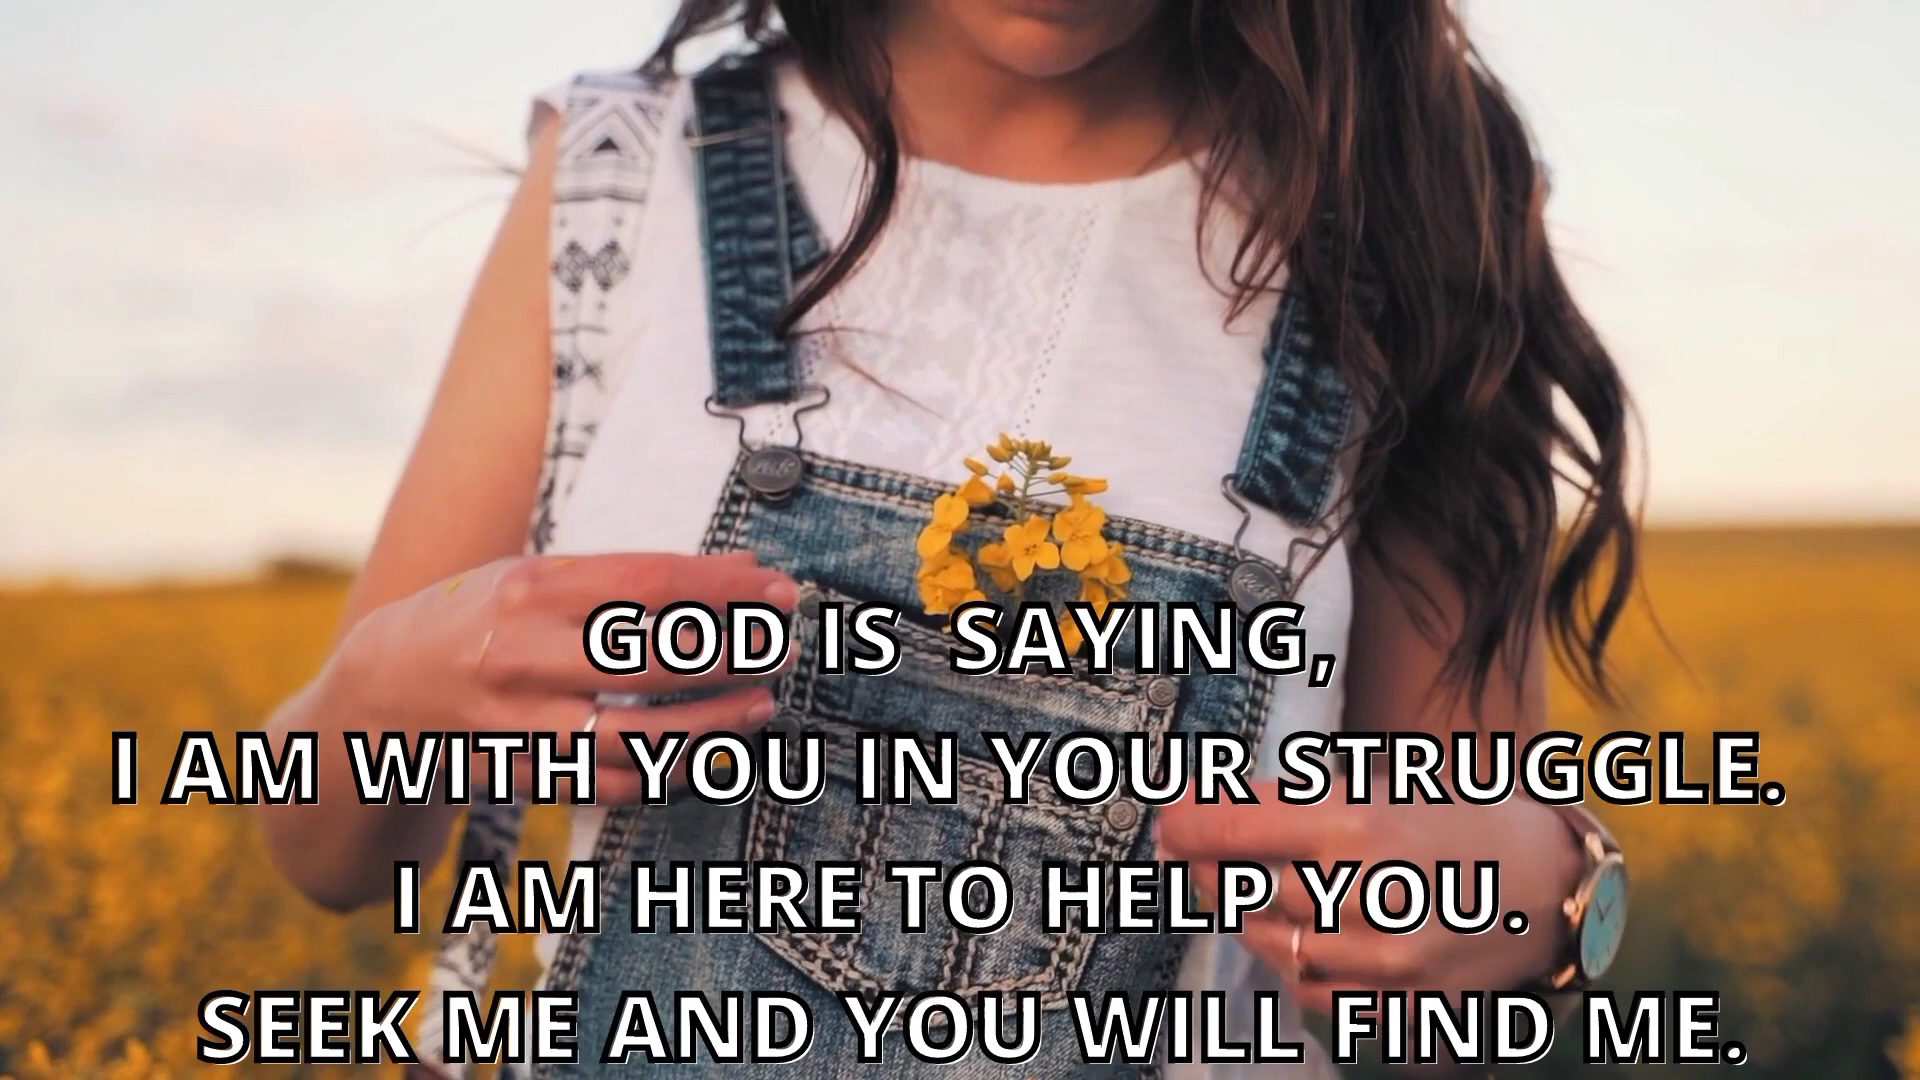 GOD IS SAYING,
I AM WITH YOU IN YOUR STRUGGLE.
I AM HERE TO HELP YOU.
SEEK ME AND YOU WILL FIND ME.